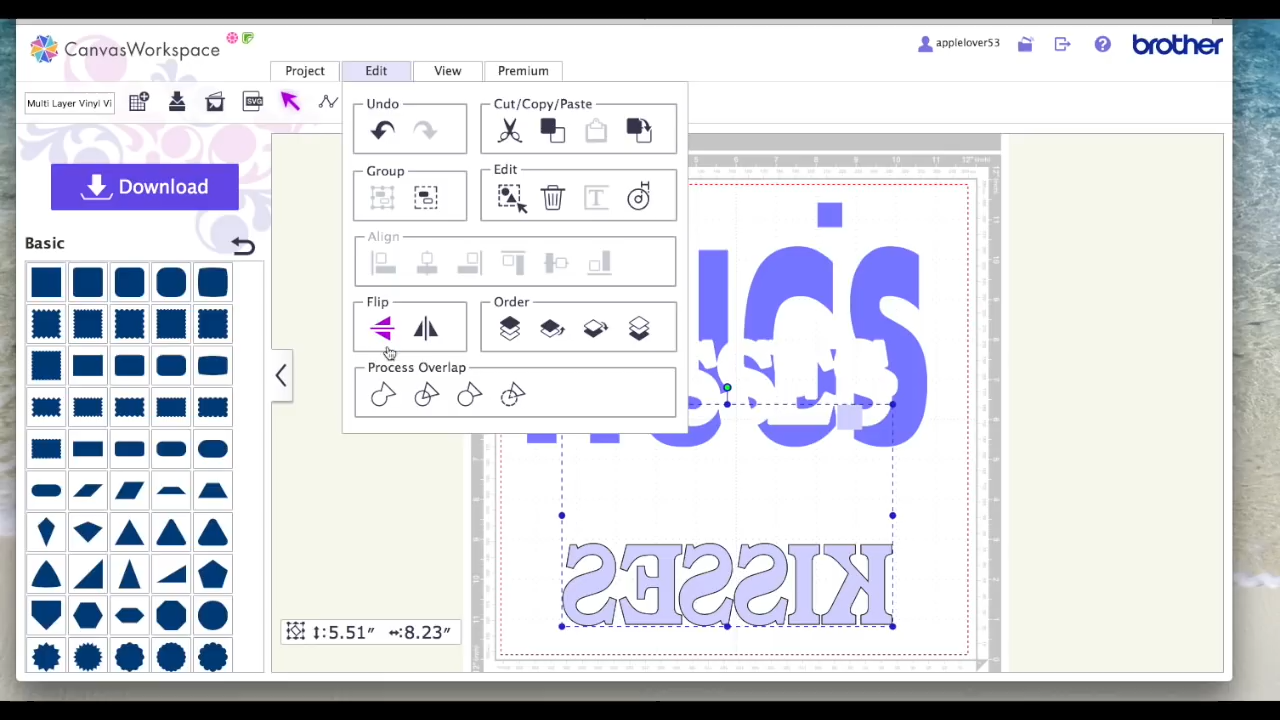 CanvasWorkspace
applelover53
brother
Project
Edit
View
Premium
Multi Layer Vinyl Vi
SVG
Download
Basic
Undo
Cut/Copy/Paste
Group
Edit
Align
Flip
Order
Process Overlap
KISSES
5.51″
8.23″